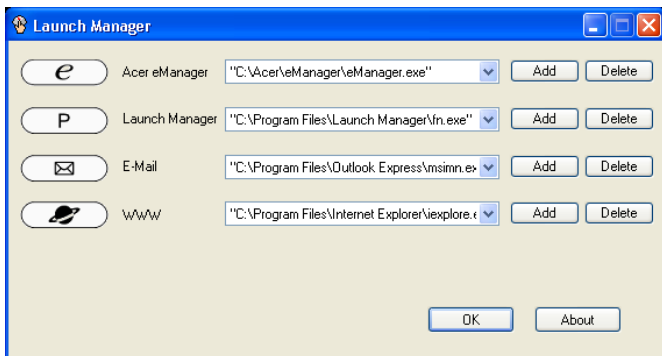 Launch Manager
e Acer eManager "C:\Acer\eManager\eManager.exe" Add Delete
P Launch Manager "C:\Program Files\Launch Manager\fn.exe" Add Delete
E-Mail "C:\Program Files\Outlook Express\msimn.ex Add Delete
WWW "C:\Program Files\Internet Explorer\iexplore.e Add Delete
OK About